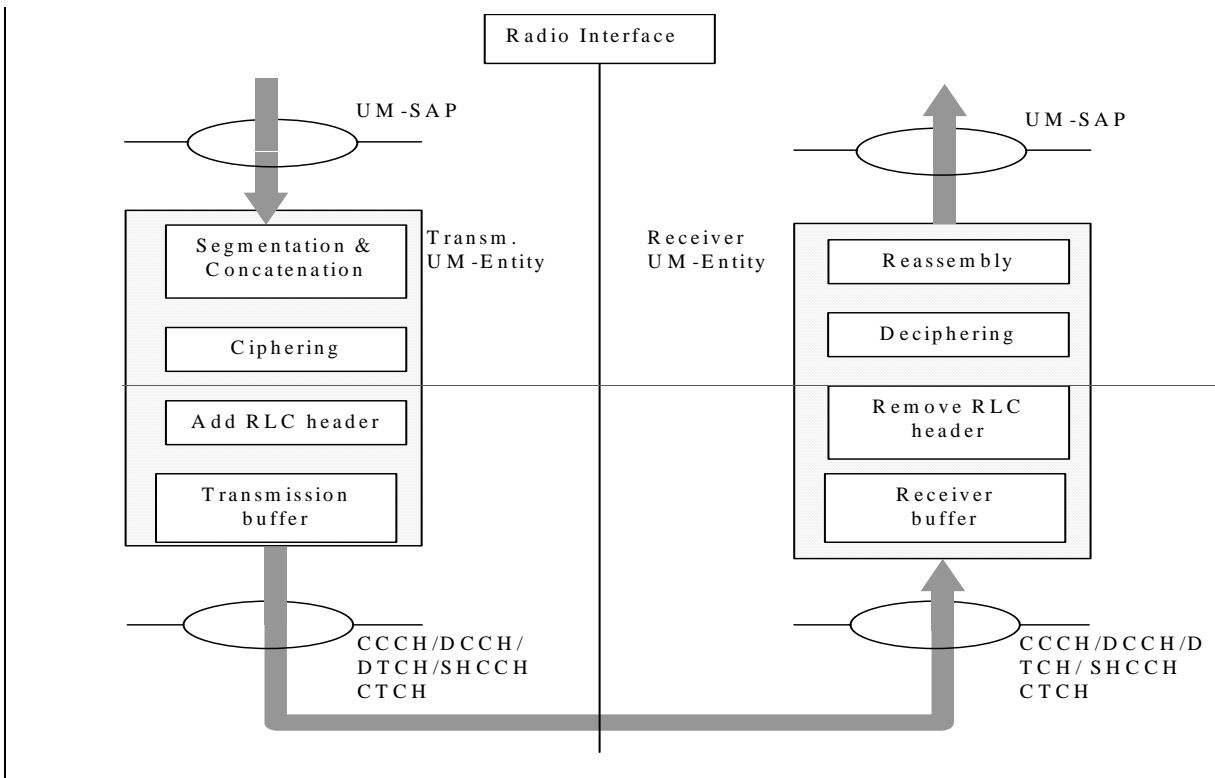 Radio Interface
UM-SAP
UM-SAP
Segmentation &
Concatenation
Transm.
UM-Entity
Receiver
UM-Entity
Reassembly
Ciphering
Deciphering
Add RLC header
Remove RLC
header
Transmission
buffer
Receiver
buffer
CCCH/DCCH/
DTCH/SHCCH
CTCH
CCCH/DCCH/D
TCH/ SHCCH
CTCH